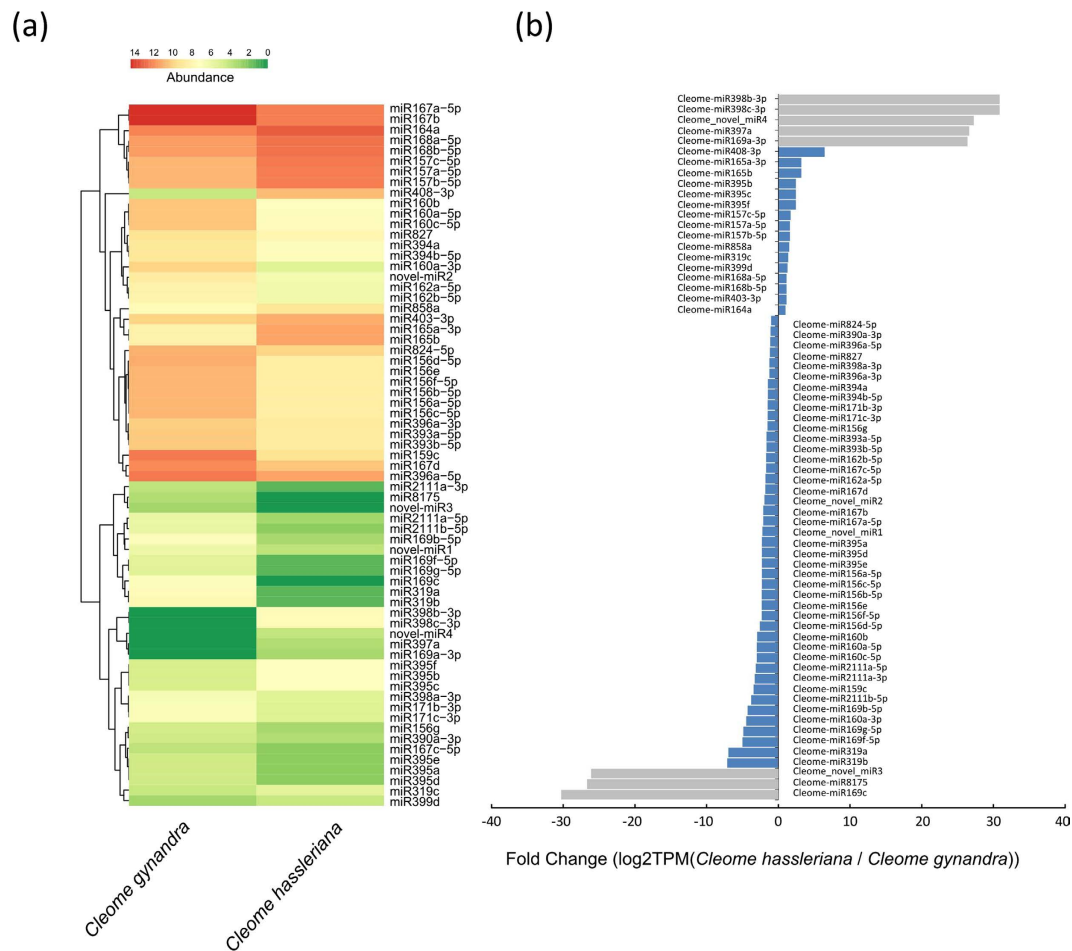 (a)
14 12 10 8 6 4 2 0
Abundance
miR167a−5p
miR167b
miR164a
miR168a−5p
miR168b−5p
miR157c−5p
miR157a−5p
miR157b−5p
miR408−3p
miR160b
miR160a−5p
miR160c−5p
miR827
miR394a
miR394b−5p
miR160a−3p
novel−miR2
miR162a−5p
miR162b−5p
miR858a
miR403−3p
miR165a−3p
miR165b
miR824−5p
miR156d−5p
miR156e
miR156f−5p
miR156b−5p
miR156a−5p
miR156c−5p
miR396a−3p
miR393a−5p
miR393b−5p
miR159c
miR167d
miR396a−5p
miR2111a−3p
miR8175
novel−miR3
miR2111a−5p
miR2111b−5p
miR169b−5p
novel−miR1
miR169f−5p
miR169g−5p
miR169c
miR319a
miR319b
miR398b−3p
miR398c−3p
novel−miR4
miR397a
miR169a−3p
miR395f
miR395b
miR395c
miR398a−3p
miR171b−3p
miR171c−3p
miR156g
miR390a−3p
miR167c−5p
miR395e
miR395a
miR395d
miR319c
miR399d
Cleome gynandra
Cleome hassleriana
(b)
Cleome-miR398b-3p
Cleome-miR398c-3p
Cleome_novel_miR4
Cleome-miR397a
Cleome-miR169a-3p
Cleome-miR408-3p
Cleome-miR165a-3p
Cleome-miR165b
Cleome-miR395b
Cleome-miR395c
Cleome-miR395f
Cleome-miR157c-5p
Cleome-miR157a-5p
Cleome-miR157b-5p
Cleome-miR858a
Cleome-miR319c
Cleome-miR399d
Cleome-miR168a-5p
Cleome-miR168b-5p
Cleome-miR403-3p
Cleome-miR164a
Cleome-miR824-5p
Cleome-miR390a-3p
Cleome-miR396a-5p
Cleome-miR827
Cleome-miR398a-3p
Cleome-miR396a-3p
Cleome-miR394a
Cleome-miR394b-5p
Cleome-miR171b-3p
Cleome-miR171c-3p
Cleome-miR156g
Cleome-miR393a-5p
Cleome-miR393b-5p
Cleome-miR162b-5p
Cleome-miR167c-5p
Cleome-miR162a-5p
Cleome-miR167d
Cleome_novel_miR2
Cleome-miR167b
Cleome-miR167a-5p
Cleome_novel_miR1
Cleome-miR395a
Cleome-miR395d
Cleome-miR395e
Cleome-miR156a-5p
Cleome-miR156c-5p
Cleome-miR156b-5p
Cleome-miR156e
Cleome-miR156f-5p
Cleome-miR156d-5p
Cleome-miR160b
Cleome-miR160a-5p
Cleome-miR160c-5p
Cleome-miR2111a-5p
Cleome-miR2111a-3p
Cleome-miR159c
Cleome-miR2111b-5p
Cleome-miR169b-5p
Cleome-miR160a-3p
Cleome-miR169g-5p
Cleome-miR169f-5p
Cleome-miR319a
Cleome-miR319b
Cleome_novel_miR3
Cleome-miR8175
Cleome-miR169c
-40 -30 -20 -10 0 10 20 30 40
Fold Change (log2TPM(Cleome hassleriana / Cleome gynandra))